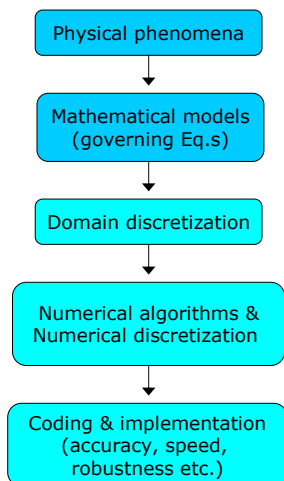 Physical phenomena
Mathematical models
(governing Eq.s)
Domain discretization
Numerical algorithms &
Numerical discretization
Coding & implementation
(accuracy, speed,
robustness etc.)